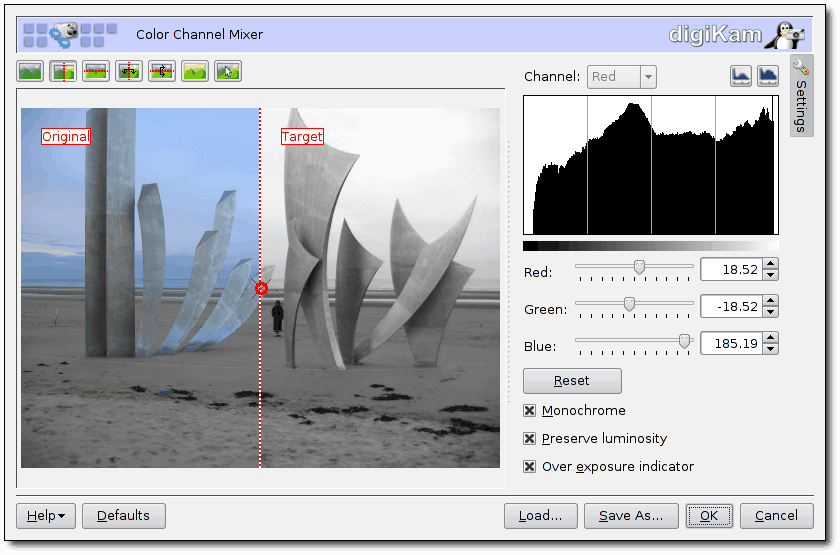 Color Channel Mixer
digiKam
Channel: Red
Settings
Original
Target
Red: 18.52
Green: -18.52
Blue: 185.19
Reset
Monochrome
Preserve luminosity
Over exposure indicator
Help
Defaults
Load...
Save As...
OK
Cancel